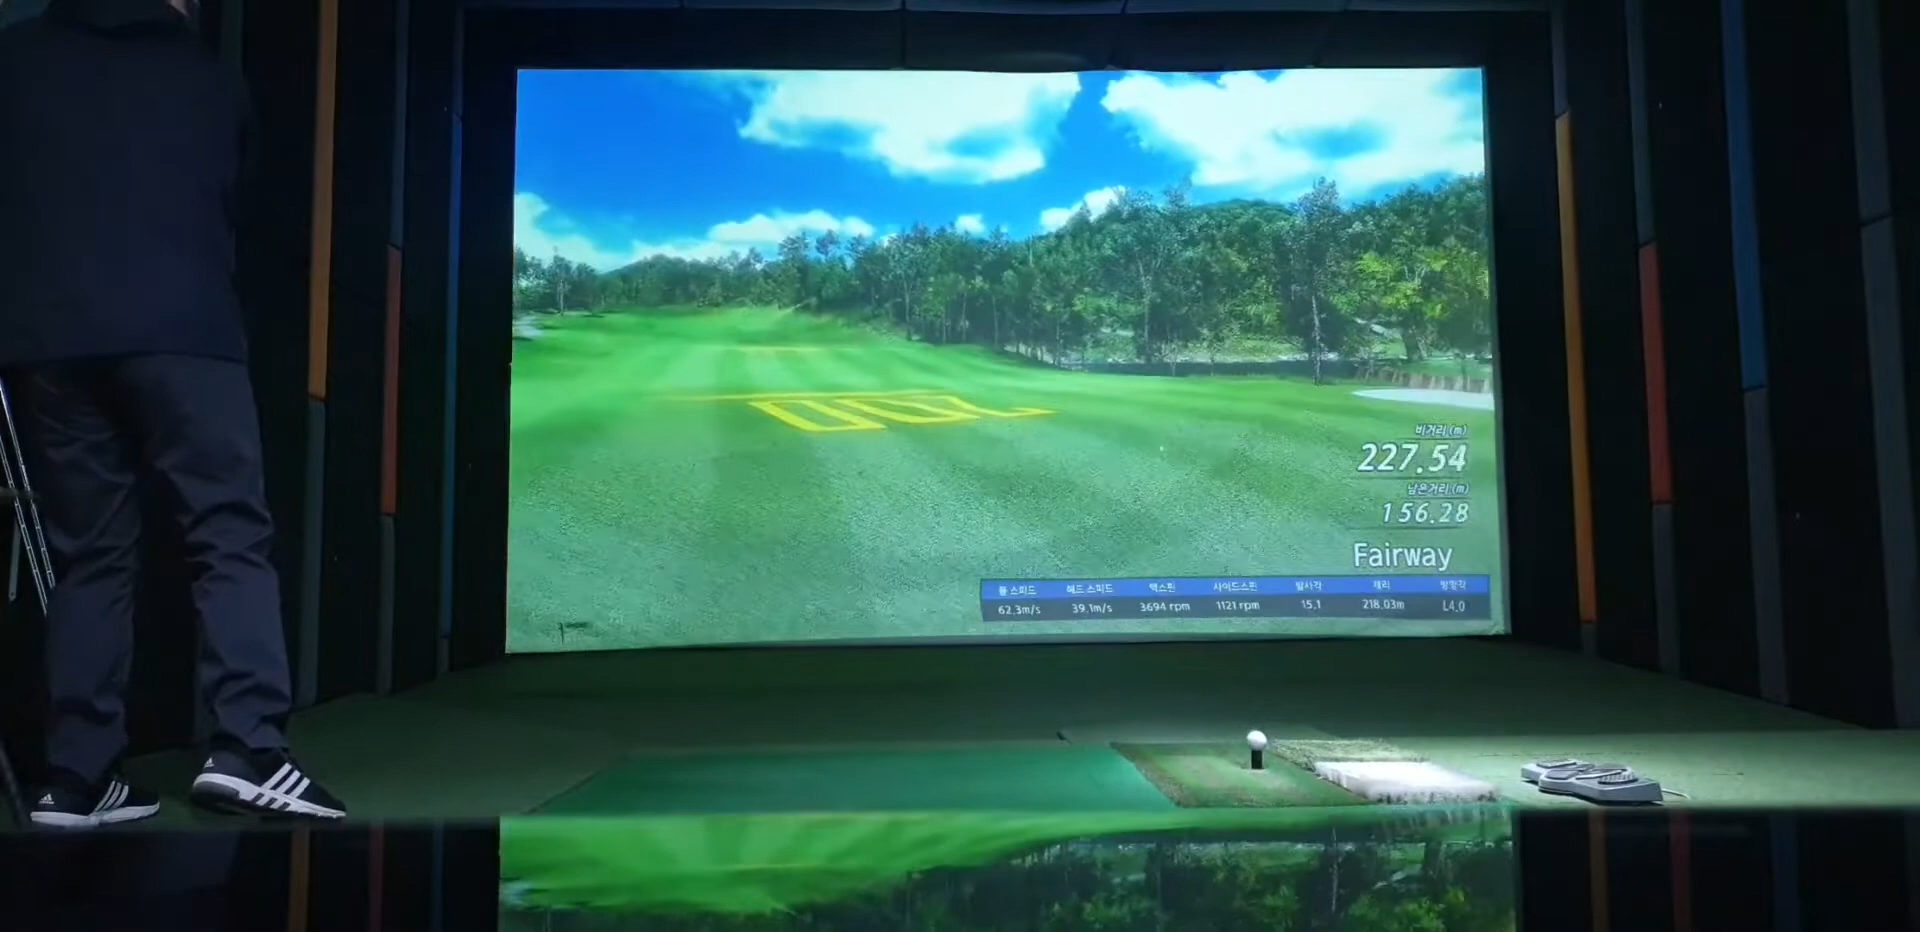 비거리(m)
227.54
남은거리(m)
156.28
Fairway
볼 스피드 헤드 스피드 백스핀 사이드스핀 발사각 캐리 방향각
62.3m/s 39.1m/s 3694 rpm 1121 rpm 15.1 218.03m L4.0